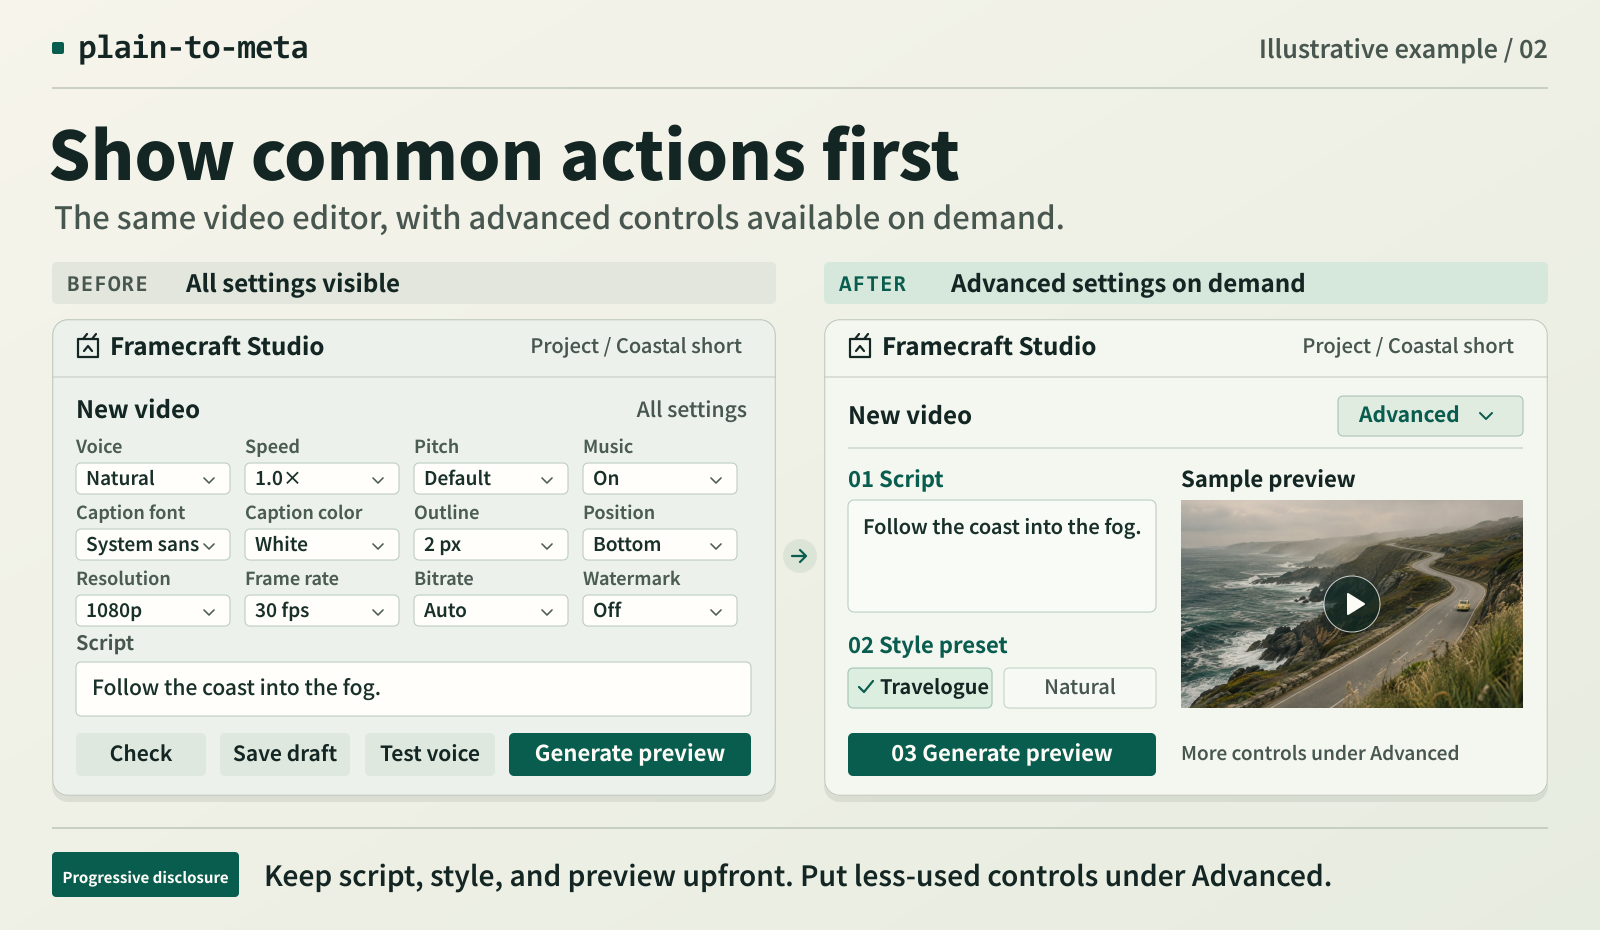 plain-to-meta
Illustrative example / 02
Show common actions first
The same video editor, with advanced controls available on demand.
BEFORE All settings visible
Framecraft Studio Project / Coastal short
New video All settings
Voice Speed Pitch Music
Natural 1.0× Default On
Caption font Caption color Outline Position
System sans White 2 px Bottom
Resolution Frame rate Bitrate Watermark
1080p 30 fps Auto Off
Script
Follow the coast into the fog.
Check Save draft Test voice Generate preview
AFTER Advanced settings on demand
Framecraft Studio Project / Coastal short
New video Advanced
01 Script
Follow the coast into the fog.
02 Style preset
Travelogue Natural
03 Generate preview
Sample preview
More controls under Advanced
Progressive disclosure
Keep script, style, and preview upfront. Put less-used controls under Advanced.